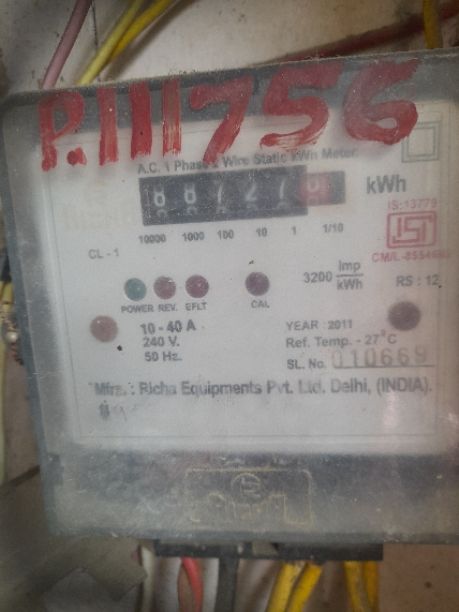 P.111756
A.C. 1 Phase 2 Wire Static kWh Meter
kWh
IS:13779
ISI
10000 1000 100 10 1 1/10
CL - 1
3200 imp/kWh
RS : 12
POWER REV. EFLT CAL
10 - 40 A
240 V.
50 Hz.
YEAR : 2011
Ref. Temp. - 27°C
SL. No. 010669
Mfrs. : Richa Equipments Pvt. Ltd. Delhi, (INDIA).